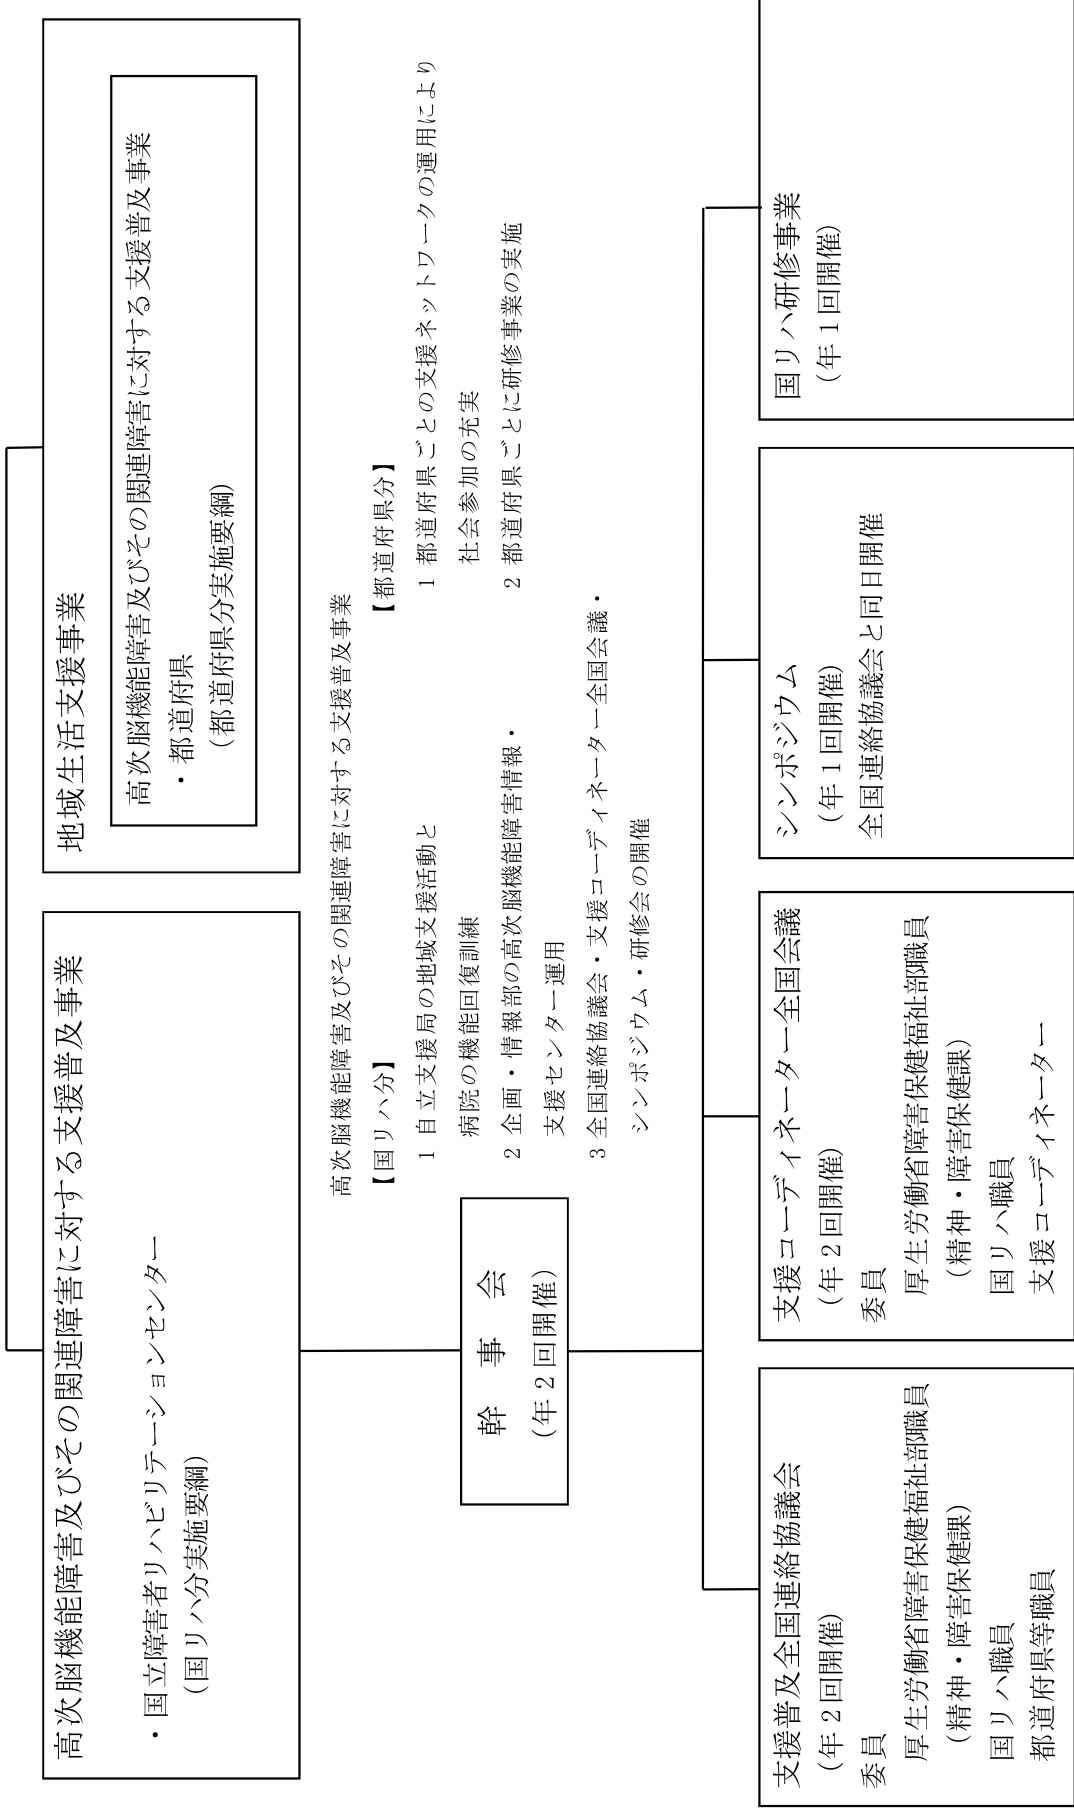 高次脳機能障害及びその関連障害に対する支援普及事業
・国立障害者リハビリテーションセンター
(国リハ分実施要綱)
地域生活支援事業
高次脳機能障害及びその関連障害に対する支援普及事業
・都道府県
(都道府県分実施要綱)
高次脳機能障害及びその関連障害に対する支援普及事業
【国リハ分】
1 自立支援局の地域支援活動と
病院の機能回復訓練
2 企画・情報部の高次脳機能障害情報・
支援センター運用
3 全国連絡協議会・支援コーディネーター全国会議・
シンポジウム・研修会の開催
【都道府県分】
1 都道府県ごとの支援ネットワークの運用により
社会参加の充実
2 都道府県ごとに研修事業の実施
幹 事 会
(年2回開催)
支援普及全国連絡協議会
(年2回開催)
委員
厚生労働省障害保健福祉部職員
(精神・障害保健課)
国リハ職員
都道府県等職員
支援コーディネーター全国会議
(年2回開催)
委員
厚生労働省障害保健福祉部職員
(精神・障害保健課)
国リハ職員
支援コーディネーター
シンポジウム
(年1回開催)
全国連絡協議会と同日開催
国リハ研修事業
(年1回開催)